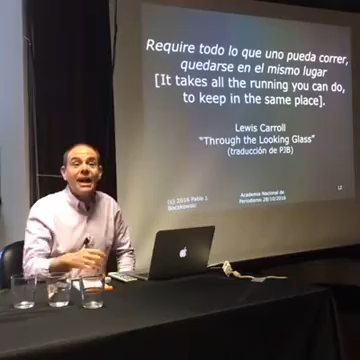 Require todo lo que uno pueda correr,
quedarse en el mismo lugar
[It takes all the running you can do,
to keep in the same place].
Lewis Carroll
"Through the Looking Glass"
(traducción de PJB)
(c) 2016 Pablo J.
Boczkowski
Academia Nacional de
Periodismo 28/10/2016
12